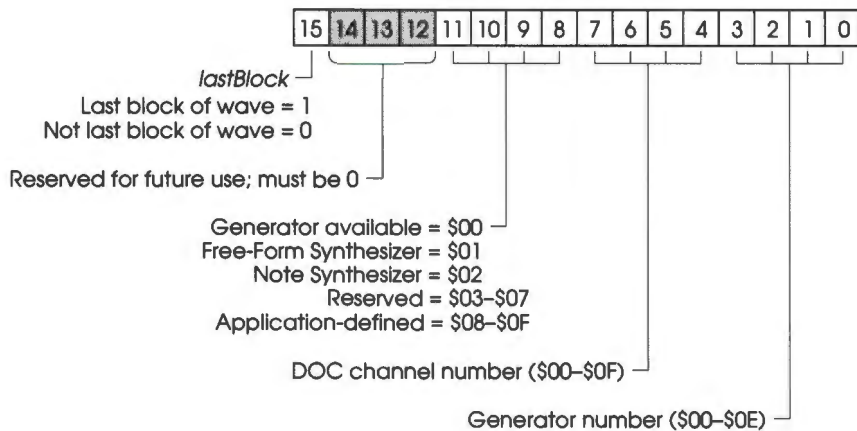 15 14 13 12 11 10 9 8 7 6 5 4 3 2 1 0
lastBlock
Last block of wave = 1
Not last block of wave = 0
Reserved for future use; must be 0
Generator available = $00
Free-Form Synthesizer = $01
Note Synthesizer = $02
Reserved = $03–$07
Application-defined = $08–$0F
DOC channel number ($00–$0F)
Generator number ($00–$0E)